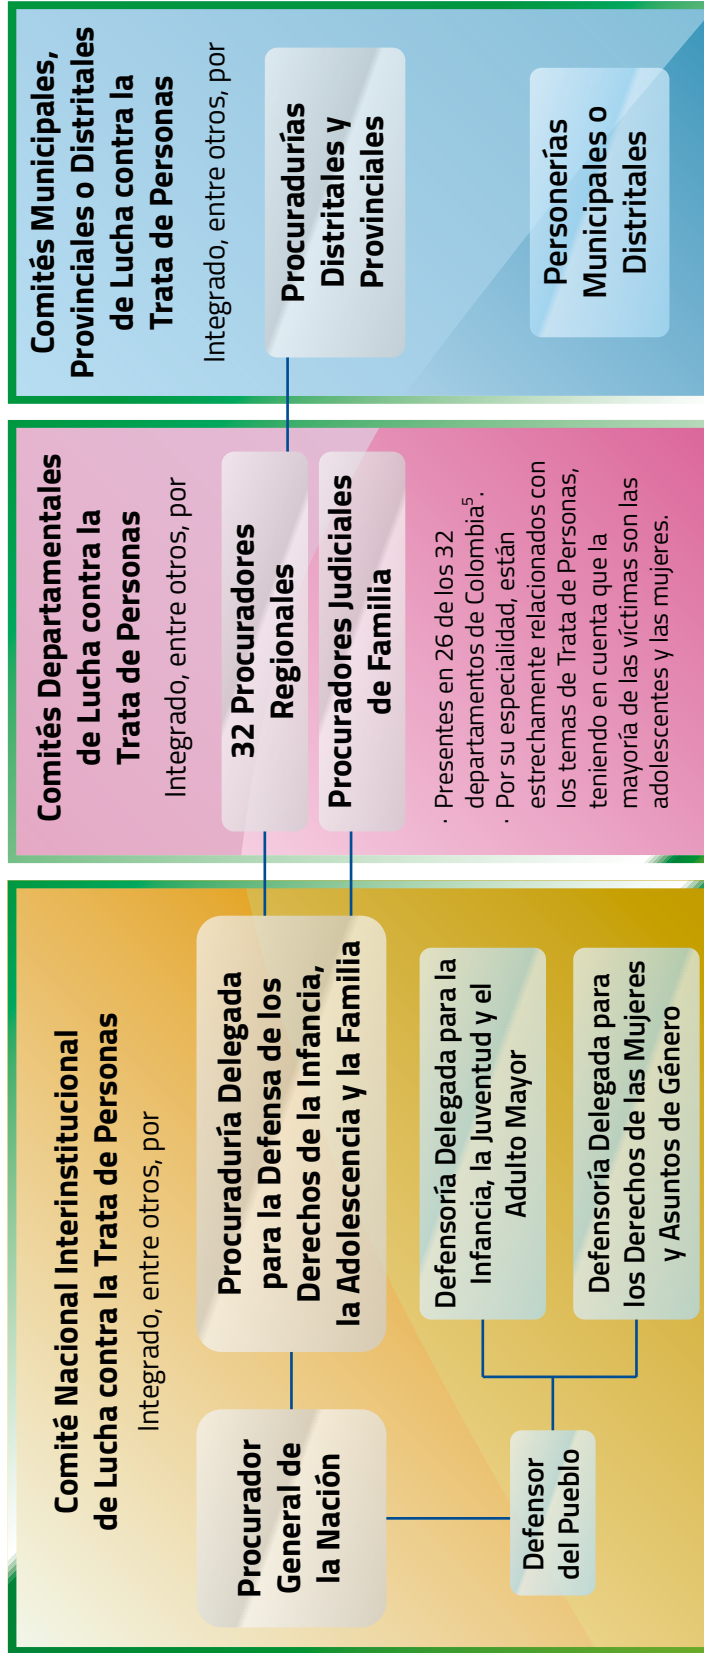 Comité Nacional Interinstitucional
de Lucha contra la Trata de Personas
Integrado, entre otros, por
Procurador
General de
la Nación
Procuraduría Delegada
para la Defensa de los
Derechos de la Infancia,
la Adolescencia y la Familia
Defensor
del Pueblo
Defensoría Delegada para la
Infancia, la Juventud y el
Adulto Mayor
Defensoría Delegada para
los Derechos de las Mujeres
y Asuntos de Género
Comités Departamentales
de Lucha contra la
Trata de Personas
Integrado, entre otros, por
32 Procuradores
Regionales
Procuradores Judiciales
de Familia
· Presentes en 26 de los 32
departamentos de Colombia⁵.
· Por su especialidad, están
estrechamente relacionados con
los temas de Trata de Personas,
teniendo en cuenta que la
mayoría de las víctimas son las
adolescentes y las mujeres.
Comités Municipales,
Provinciales o Distritales
de Lucha contra la
Trata de Personas
Integrado, entre otros, por
Procuradurías
Distritales y
Provinciales
Personerías
Municipales o
Distritales